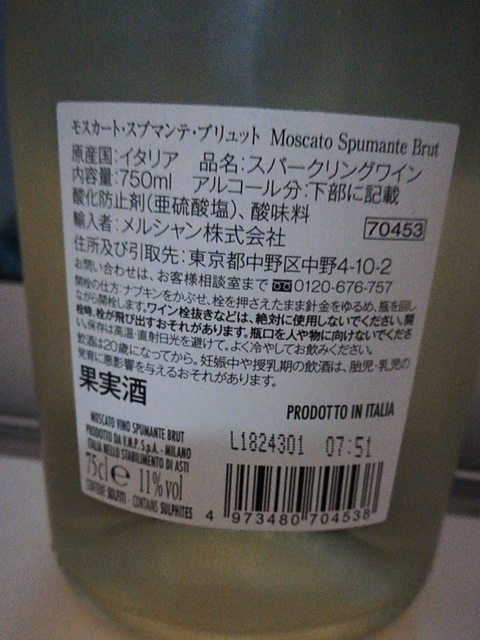 モスカート・スプマンテ・ブリュット Moscato Spumante Brut
原産国:イタリア 品名:スパークリングワイン
内容量:750ml アルコール分:下部に記載
酸化防止剤(亜硫酸塩)、酸味料
輸入者:メルシャン株式会社 70453
住所及び引取先:東京都中野区中野4-10-2
お問い合わせは、お客様相談室まで 0120-676-757
開栓の仕方:ナプキンをかぶせ、栓を押さえたまま針金をゆるめ、瓶を回し
ながら開栓します。ワイン栓抜きなどは、絶対に使用しないでください。開
栓時、栓が飛び出すおそれがあります。瓶口を人や物に向けないでくださ
い。保存は高温・直射日光を避けて。よく冷やしてお飲みください。
飲酒は20歳になってから。妊娠中や授乳期の飲酒は、胎児・乳児の
発育に悪影響を与えるおそれがあります。
果実酒
PRODOTTO IN ITALIA
MOSCATO VINO SPUMANTE BRUT
PRODOTTO DA V.N.P. S.p.A. - MILANO
ITALIA NELLO STABILIMENTO DI ASTI
75cl e 11% vol
CONTIENE SOLFITI - CONTAINS SULPHITES
L1824301 07:51
4 973480 704538